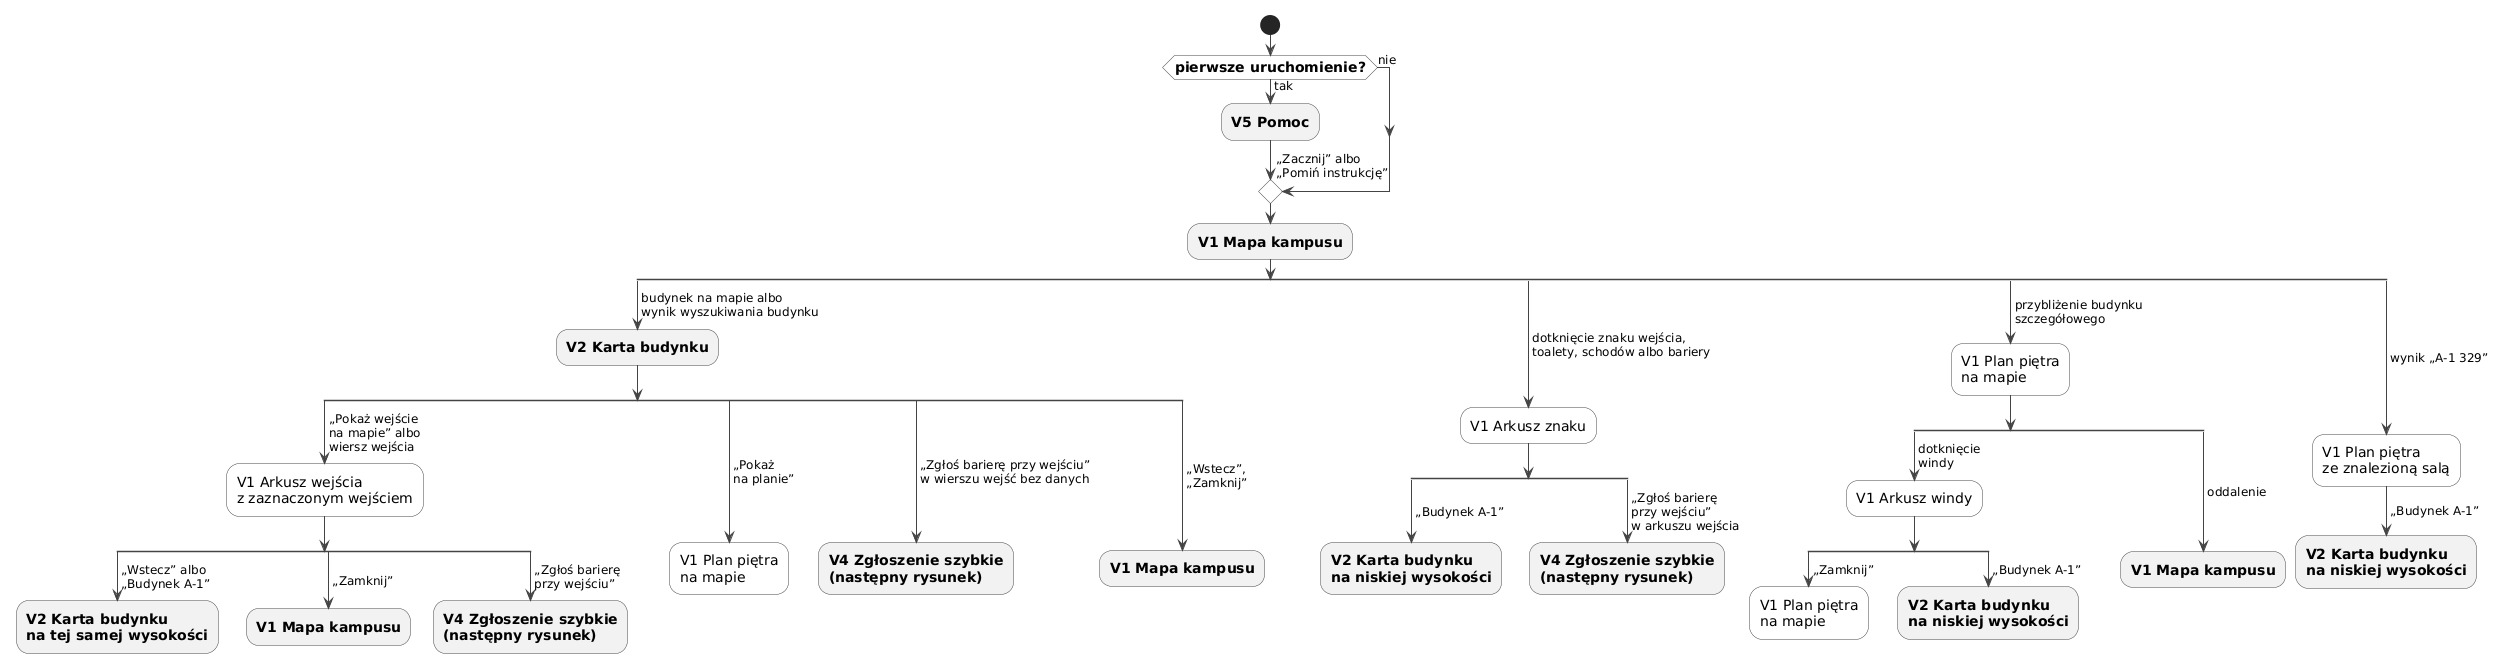 pierwsze uruchomienie?
nie
tak
V5 Pomoc
„Zacznij” albo
„Pomiń instrukcję”
V1 Mapa kampusu
budynek na mapie albo
wynik wyszukiwania budynku
V2 Karta budynku
„Pokaż wejście
na mapie” albo
wiersz wejścia
V1 Arkusz wejścia
z zaznaczonym wejściem
„Wstecz” albo
„Budynek A-1”
V2 Karta budynku
na tej samej wysokości
„Zamknij”
V1 Mapa kampusu
„Zgłoś barierę
przy wejściu”
V4 Zgłoszenie szybkie
(następny rysunek)
„Pokaż
na planie”
V1 Plan piętra
na mapie
„Zgłoś barierę przy wejściu”
w wierszu wejść bez danych
V4 Zgłoszenie szybkie
(następny rysunek)
„Wstecz”,
„Zamknij”
V1 Mapa kampusu
dotknięcie znaku wejścia,
toalety, schodów albo bariery
V1 Arkusz znaku
„Budynek A-1”
V2 Karta budynku
na niskiej wysokości
„Zgłoś barierę
przy wejściu”
w arkuszu wejścia
V4 Zgłoszenie szybkie
(następny rysunek)
przybliżenie budynku
szczegółowego
V1 Plan piętra
na mapie
dotknięcie
windy
V1 Arkusz windy
„Zamknij”
V1 Plan piętra
na mapie
„Budynek A-1”
V2 Karta budynku
na niskiej wysokości
oddalenie
V1 Mapa kampusu
wynik „A-1 329”
V1 Plan piętra
ze znalezioną salą
„Budynek A-1”
V2 Karta budynku
na niskiej wysokości